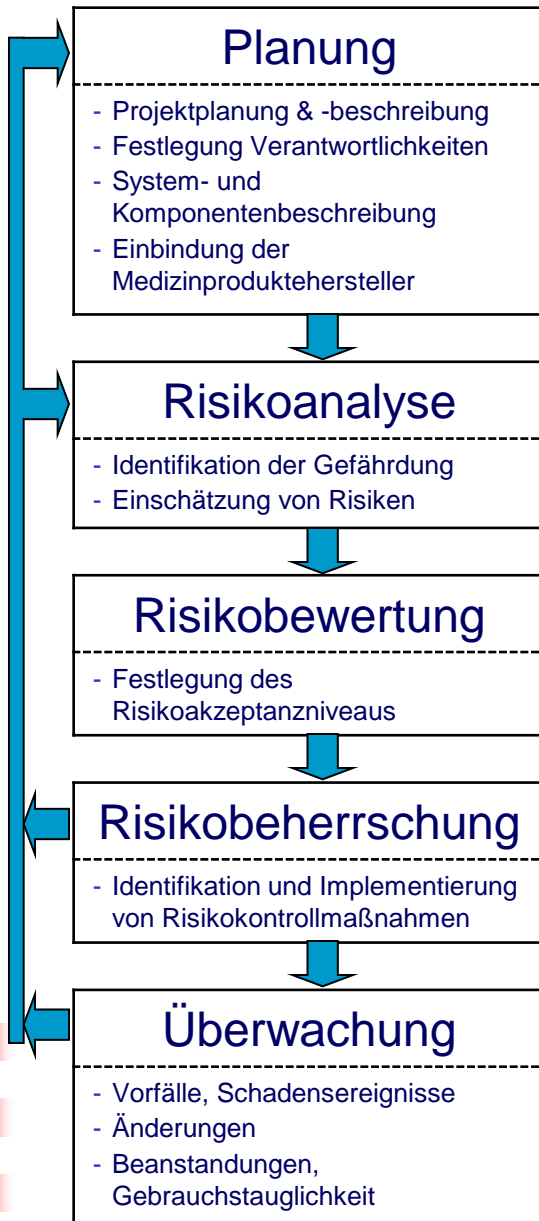 Planung
- Projektplanung & -beschreibung
- Festlegung Verantwortlichkeiten
- System- und
Komponentenbeschreibung
- Einbindung der
Medizinproduktehersteller
Risikoanalyse
- Identifikation der Gefährdung
- Einschätzung von Risiken
Risikobewertung
- Festlegung des
Risikoakzeptanzniveaus
Risikobeherrschung
- Identifikation und Implementierung
von Risikokontrollmaßnahmen
Überwachung
- Vorfälle, Schadensereignisse
- Änderungen
- Beanstandungen,
Gebrauchstauglichkeit